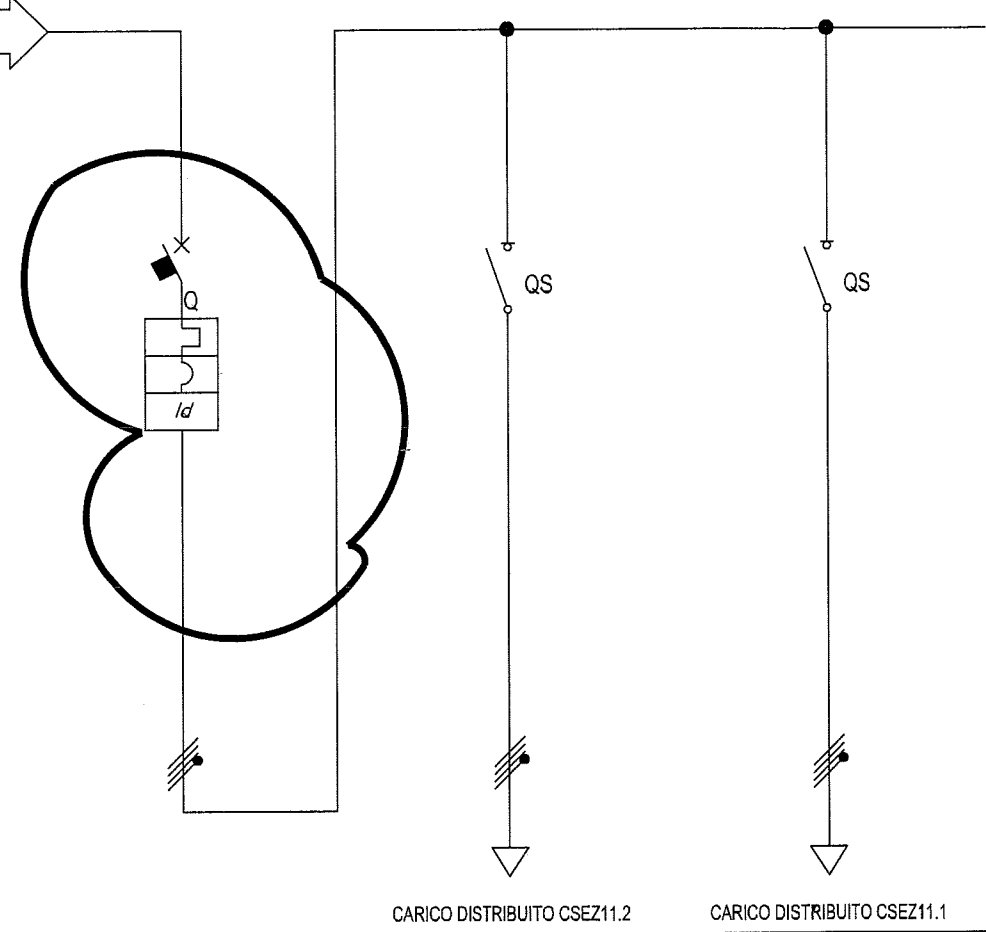 Q
Id
QS
QS
CARICO DISTRIBUITO CSEZ11.2
CARICO DISTRIBUITO CSEZ11.1